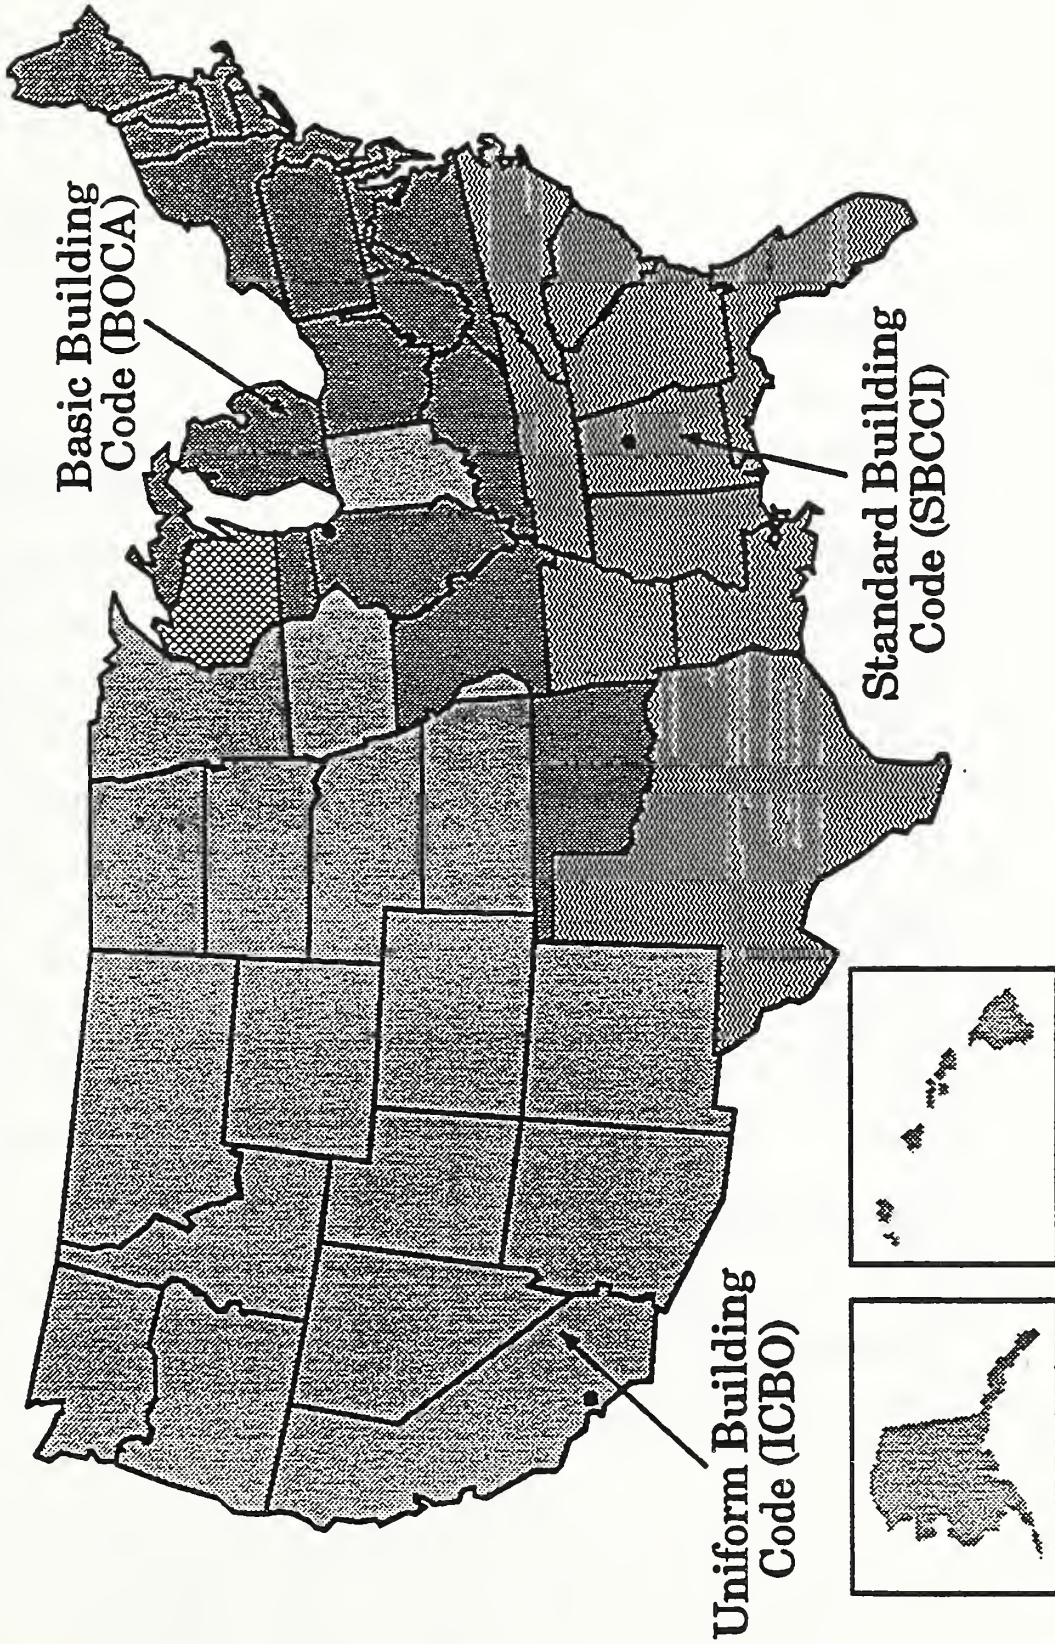 Basic Building
Code (BOCA)
Standard Building
Code (SBCCI)
Uniform Building
Code (ICBO)